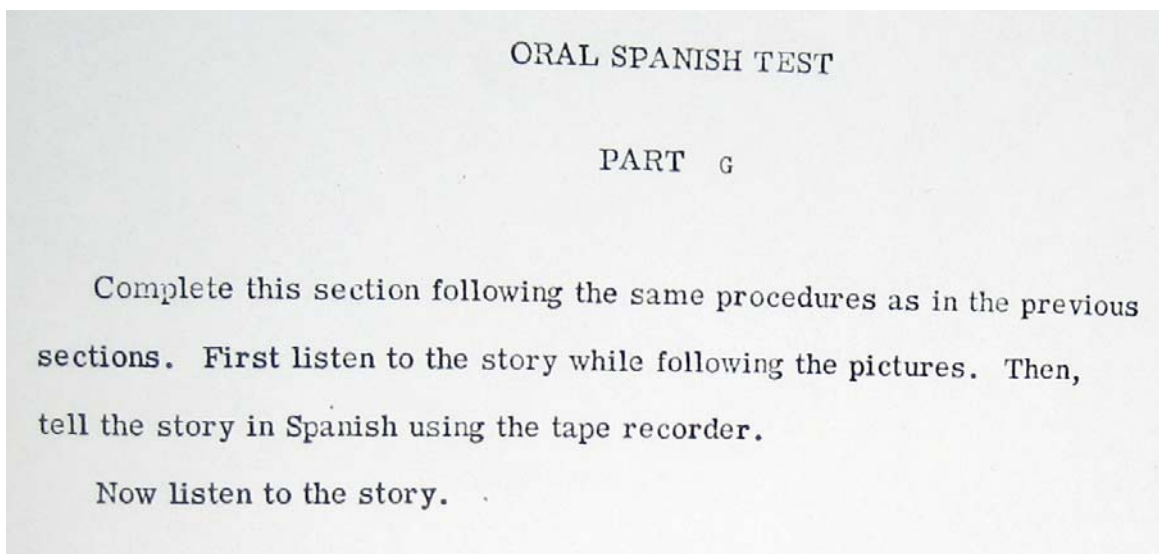 ORAL SPANISH TEST
PART G
Complete this section following the same procedures as in the previous
sections. First listen to the story while following the pictures. Then,
tell the story in Spanish using the tape recorder.
Now listen to the story.